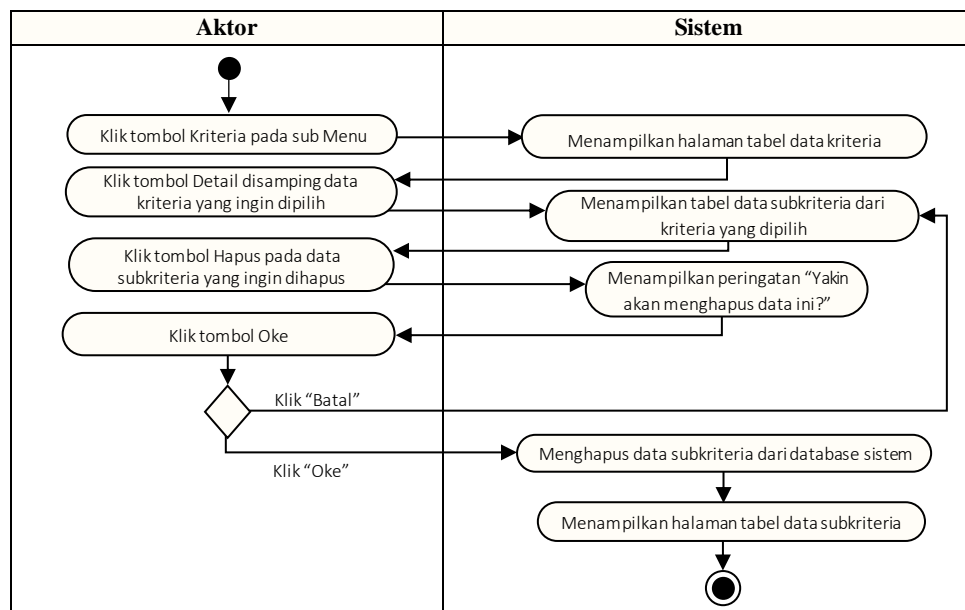 Aktor
Sistem
Klik tombol Kriteria pada sub Menu
Menampilkan halaman tabel data kriteria
Klik tombol Detail disamping data
kriteria yang ingin dipilih
Menampilkan tabel data subkriteria dari
kriteria yang dipilih
Klik tombol Hapus pada data
subkriteria yang ingin dihapus
Menampilkan peringatan “Yakin
akan menghapus data ini?”
Klik tombol Oke
Klik “Batal”
Klik “Oke”
Menghapus data subkriteria dari database sistem
Menampilkan halaman tabel data subkriteria